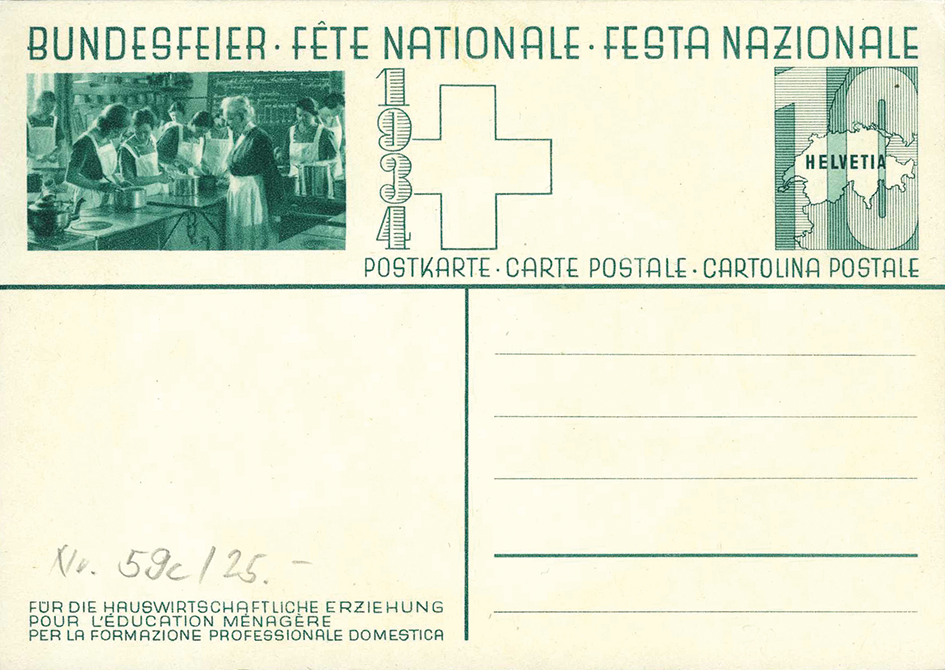 BUNDESFEIER · FÊTE NATIONALE · FESTA NAZIONALE
1934
10
HELVETIA
POSTKARTE · CARTE POSTALE · CARTOLINA POSTALE
Nr. 59c / 25.–
FÜR DIE HAUSWIRTSCHAFTLICHE ERZIEHUNG
POUR L'ÉDUCATION MÉNAGÈRE
PER LA FORMAZIONE PROFESSIONALE DOMESTICA